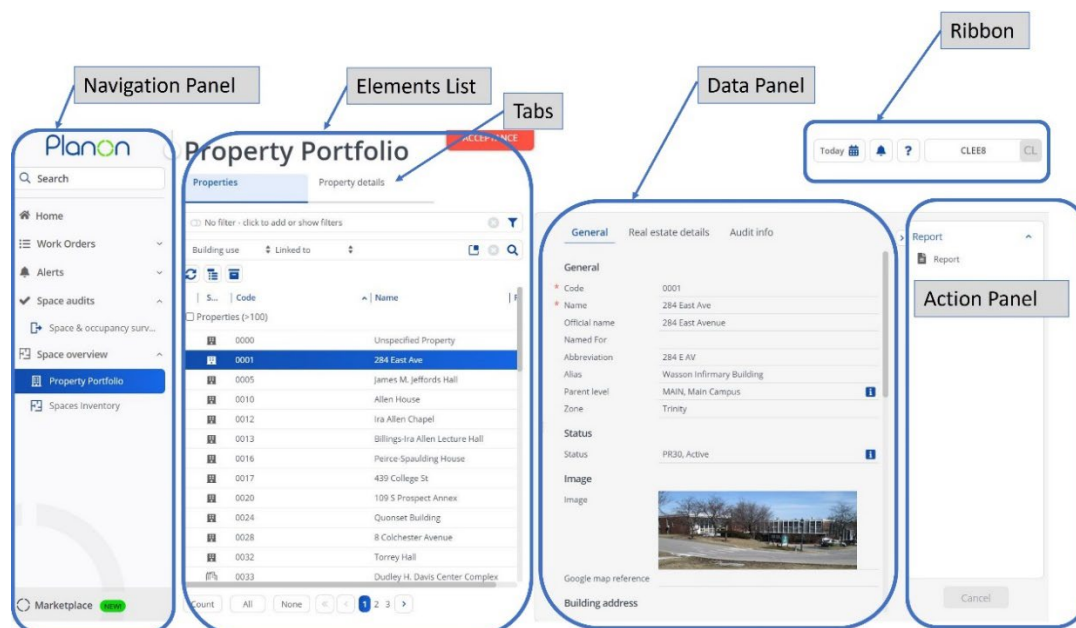 Ribbon
Navigation Panel
Elements List
Data Panel
Tabs
Planon
Search
Home
Work Orders
Alerts
Space audits
Space & occupancy surv...
Space overview
Property Portfolio
Spaces Inventory
Marketplace NEW!
Property Portfolio
ACCEPTANCE
Properties Property details
No filter - click to add or show filters
Building use Linked to
S... Code Name
Properties (>100)
0000 Unspecified Property
0001 284 East Ave
0005 James M. Jeffords Hall
0010 Allen House
0012 Ira Allen Chapel
0013 Billings-Ira Allen Lecture Hall
0016 Peirce-Spaulding House
0017 439 College St
0020 109 S Prospect Annex
0024 Quonset Building
0028 8 Colchester Avenue
0032 Torrey Hall
0033 Dudley H. Davis Center Complex
Count All None « < 1 2 3 >
General Real estate details Audit info
General
* Code 0001
* Name 284 East Ave
Official name 284 East Avenue
Named For
Abbreviation 284 E AV
Alias Wasson Infirmary Building
Parent level MAIN, Main Campus
Zone Trinity
Status
Status PR30, Active
Image
Image
Google map reference
Building address
Today ? CLEE8 CL
Report
Report
Action Panel
Cancel